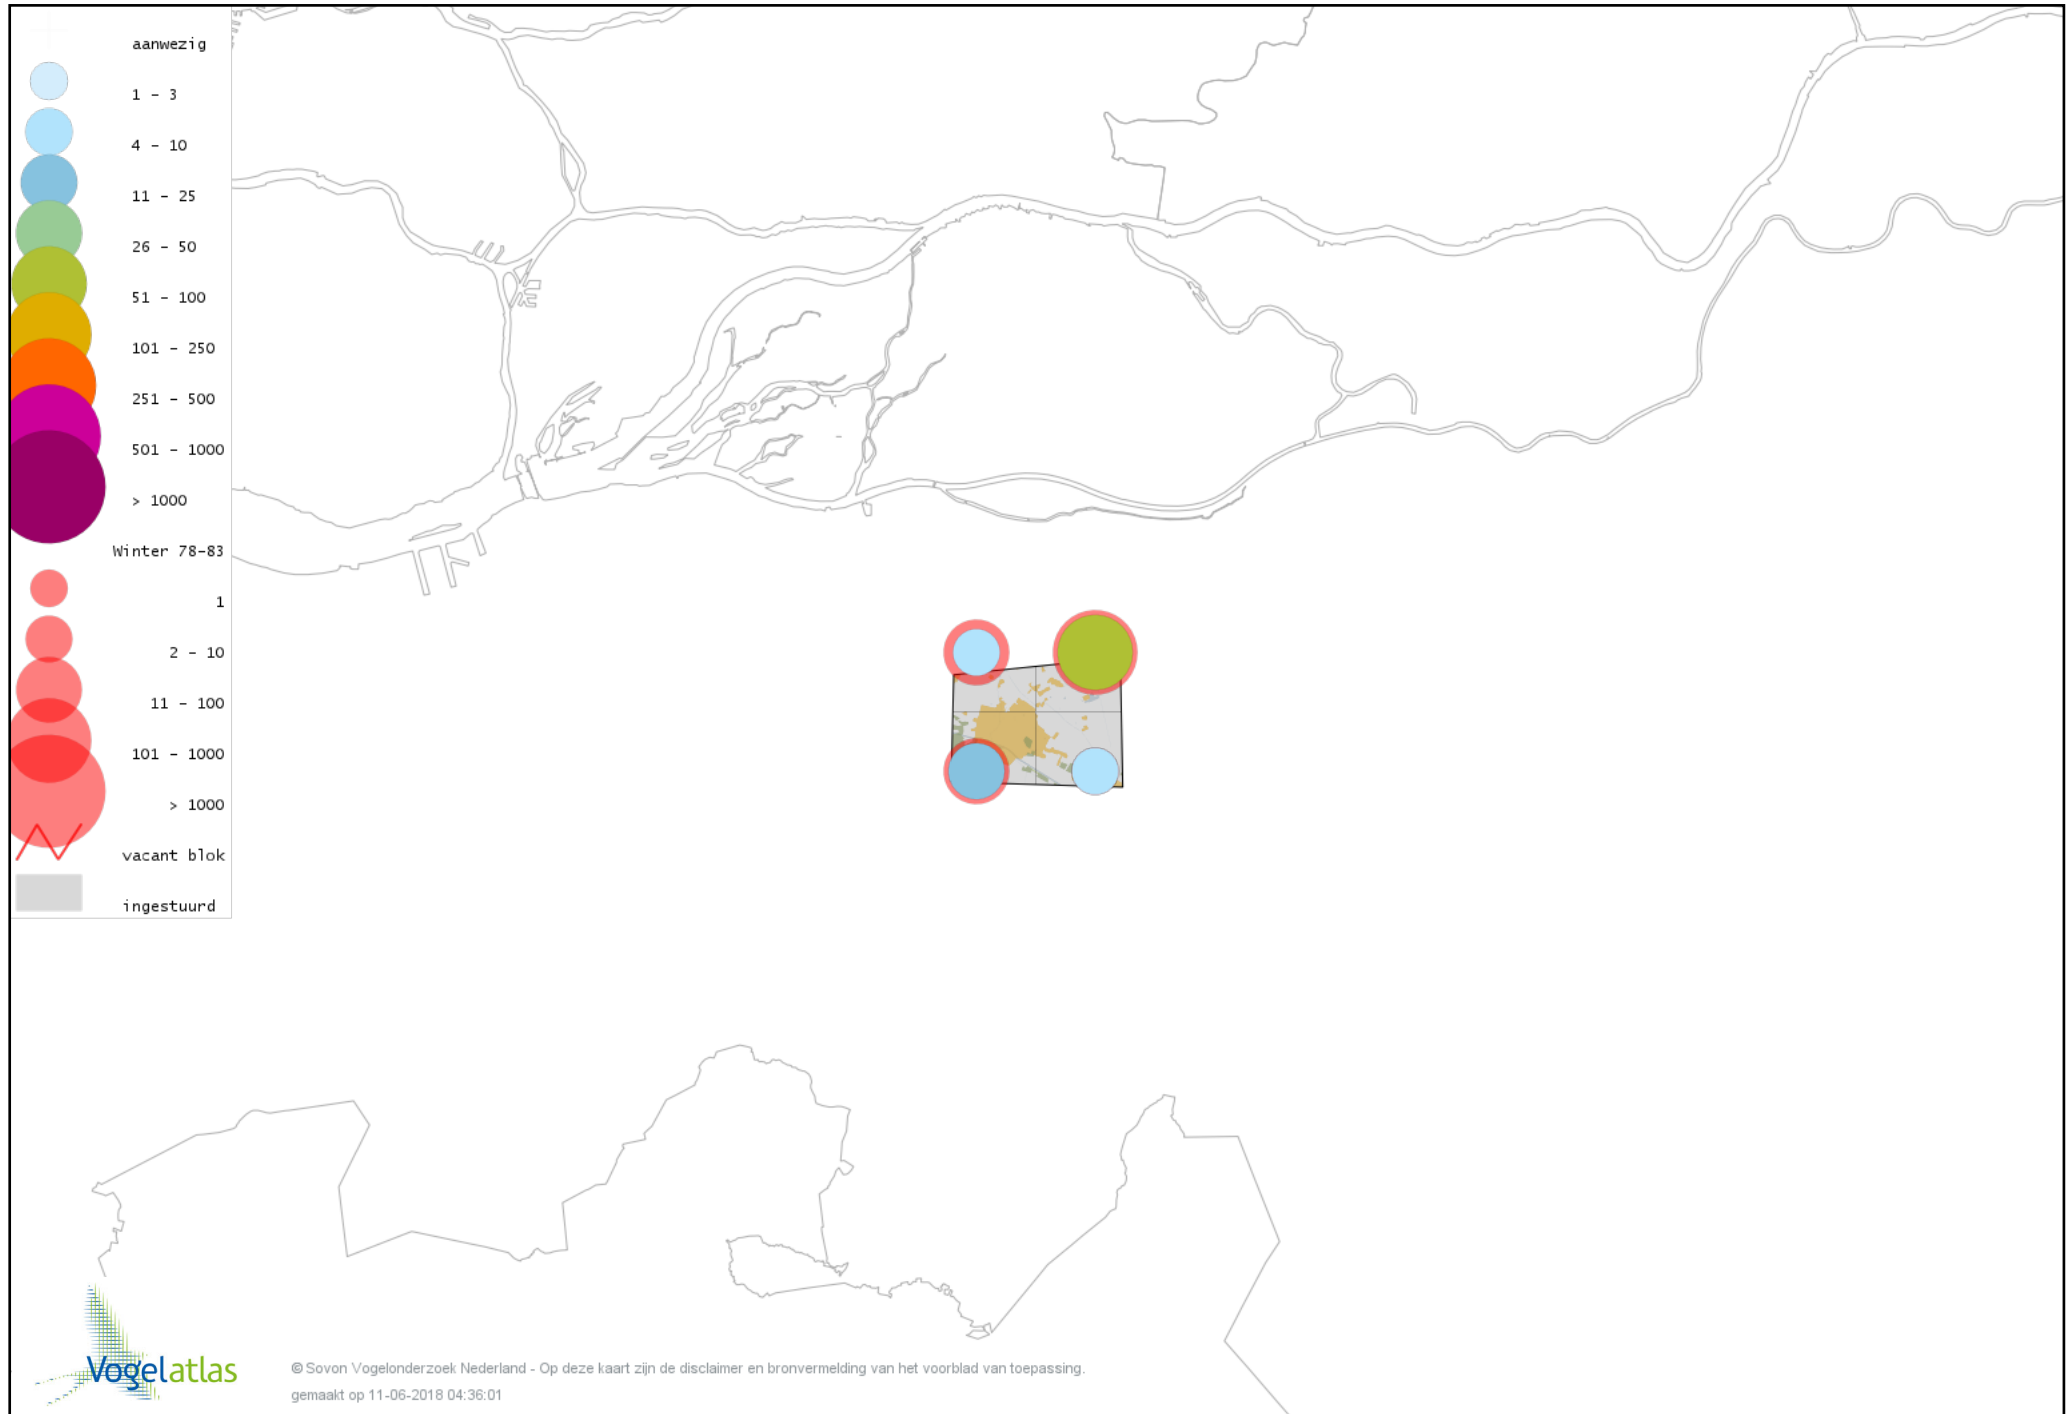 aanwezig
1 - 3
4 - 10
11 - 25
26 - 50
51 - 100
101 - 250
251 - 500
501 - 1000
> 1000
Winter 78-83
1
2 - 10
11 - 100
101 - 1000
> 1000
vacant blok
ingestuurd
Vogelatlas
© Sovon Vogelonderzoek Nederland - Op deze kaart zijn de disclaimer en bronvermelding van het voorblad van toepassing.
gemaakt op 11-06-2018 04:36:01